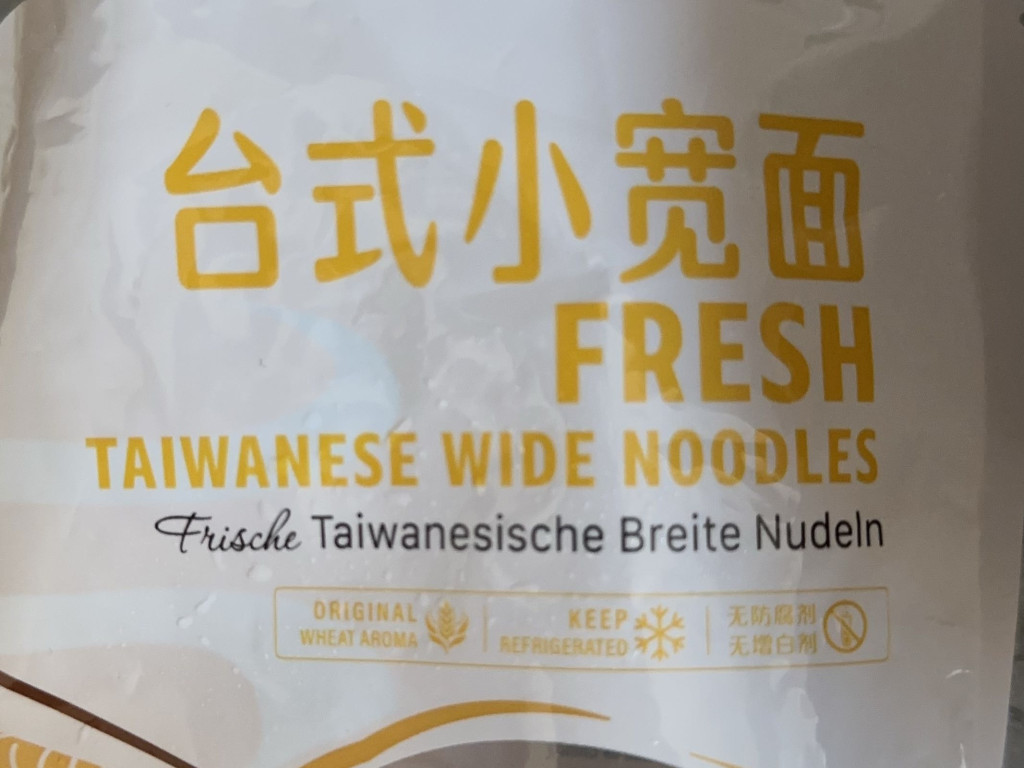 台式小宽面
FRESH
TAIWANESE WIDE NOODLES
Frische Taiwanesische Breite Nudeln
ORIGINAL
WHEAT AROMA
KEEP
REFRIGERATED
无防腐剂
无增白剂